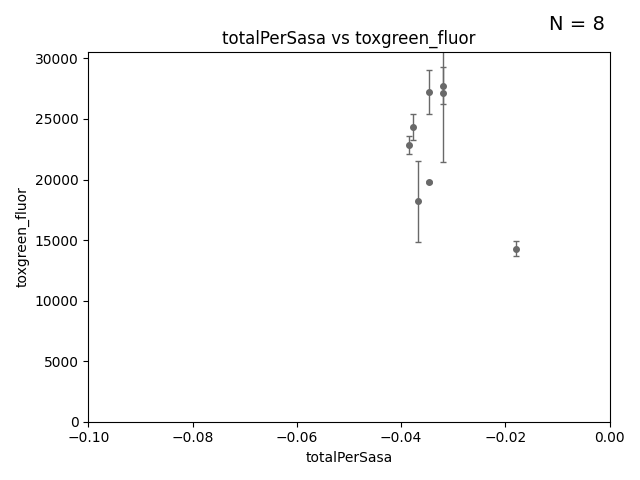 N = 8
totalPerSasa vs toxgreen_fluor
30000
25000
20000
15000
10000
5000
0
toxgreen_fluor
−0.10 −0.08 −0.06 −0.04 −0.02 0.00
totalPerSasa